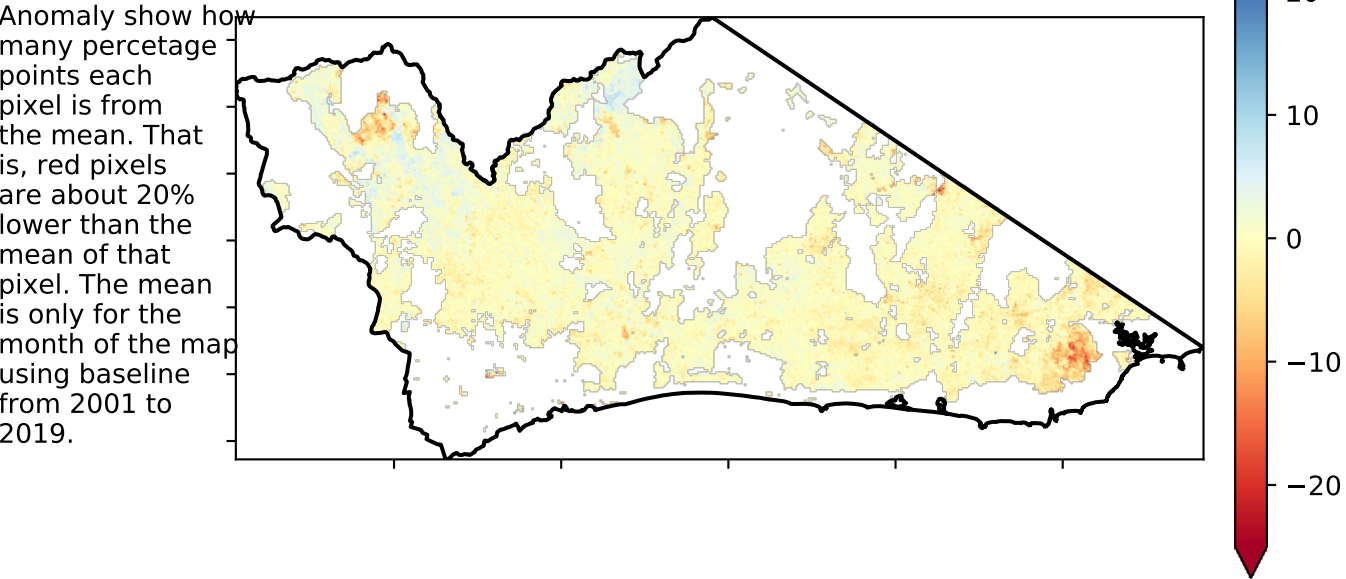 Anomaly show how
many percetage
points each
pixel is from
the mean. That
is, red pixels
are about 20%
lower than the
mean of that
pixel. The mean
is only for the
month of the map
using baseline
from 2001 to
2019.
10
0
−10
−20